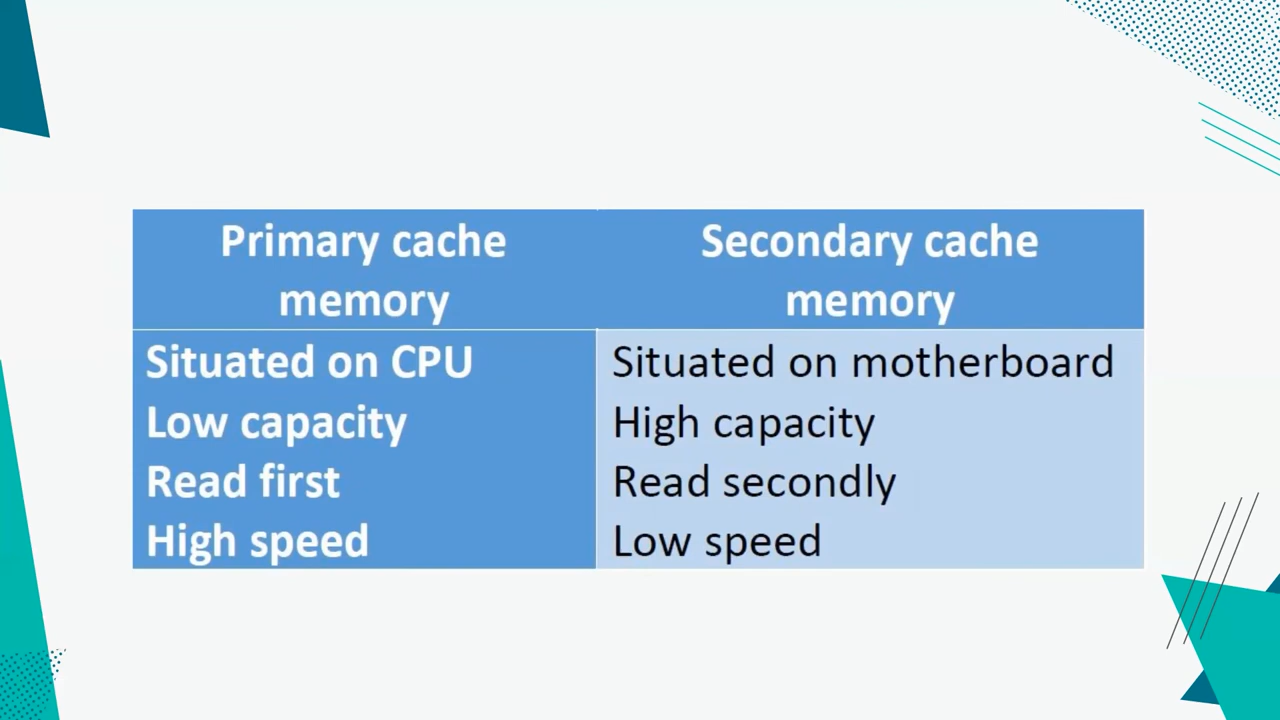 Primary cache
memory
Secondary cache
memory
Situated on CPU
Low capacity
Read first
High speed
Situated on motherboard
High capacity
Read secondly
Low speed